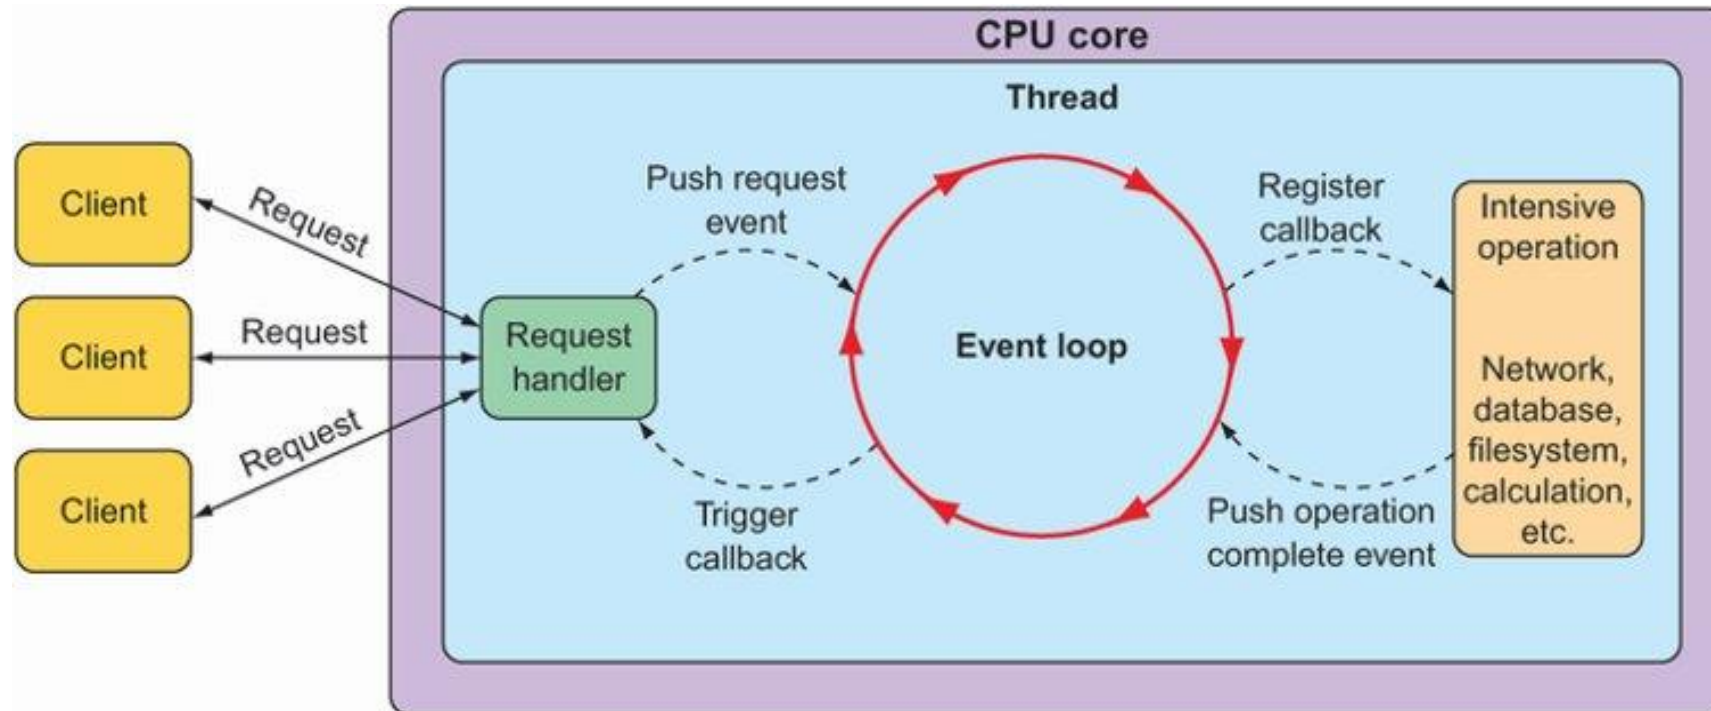 CPU core
Thread
Client
Client
Client
Request
Request
Request
Request
handler
Push request
event
Trigger
callback
Event loop
Register
callback
Push operation
complete event
Intensive
operation
Network,
database,
filesystem,
calculation,
etc.